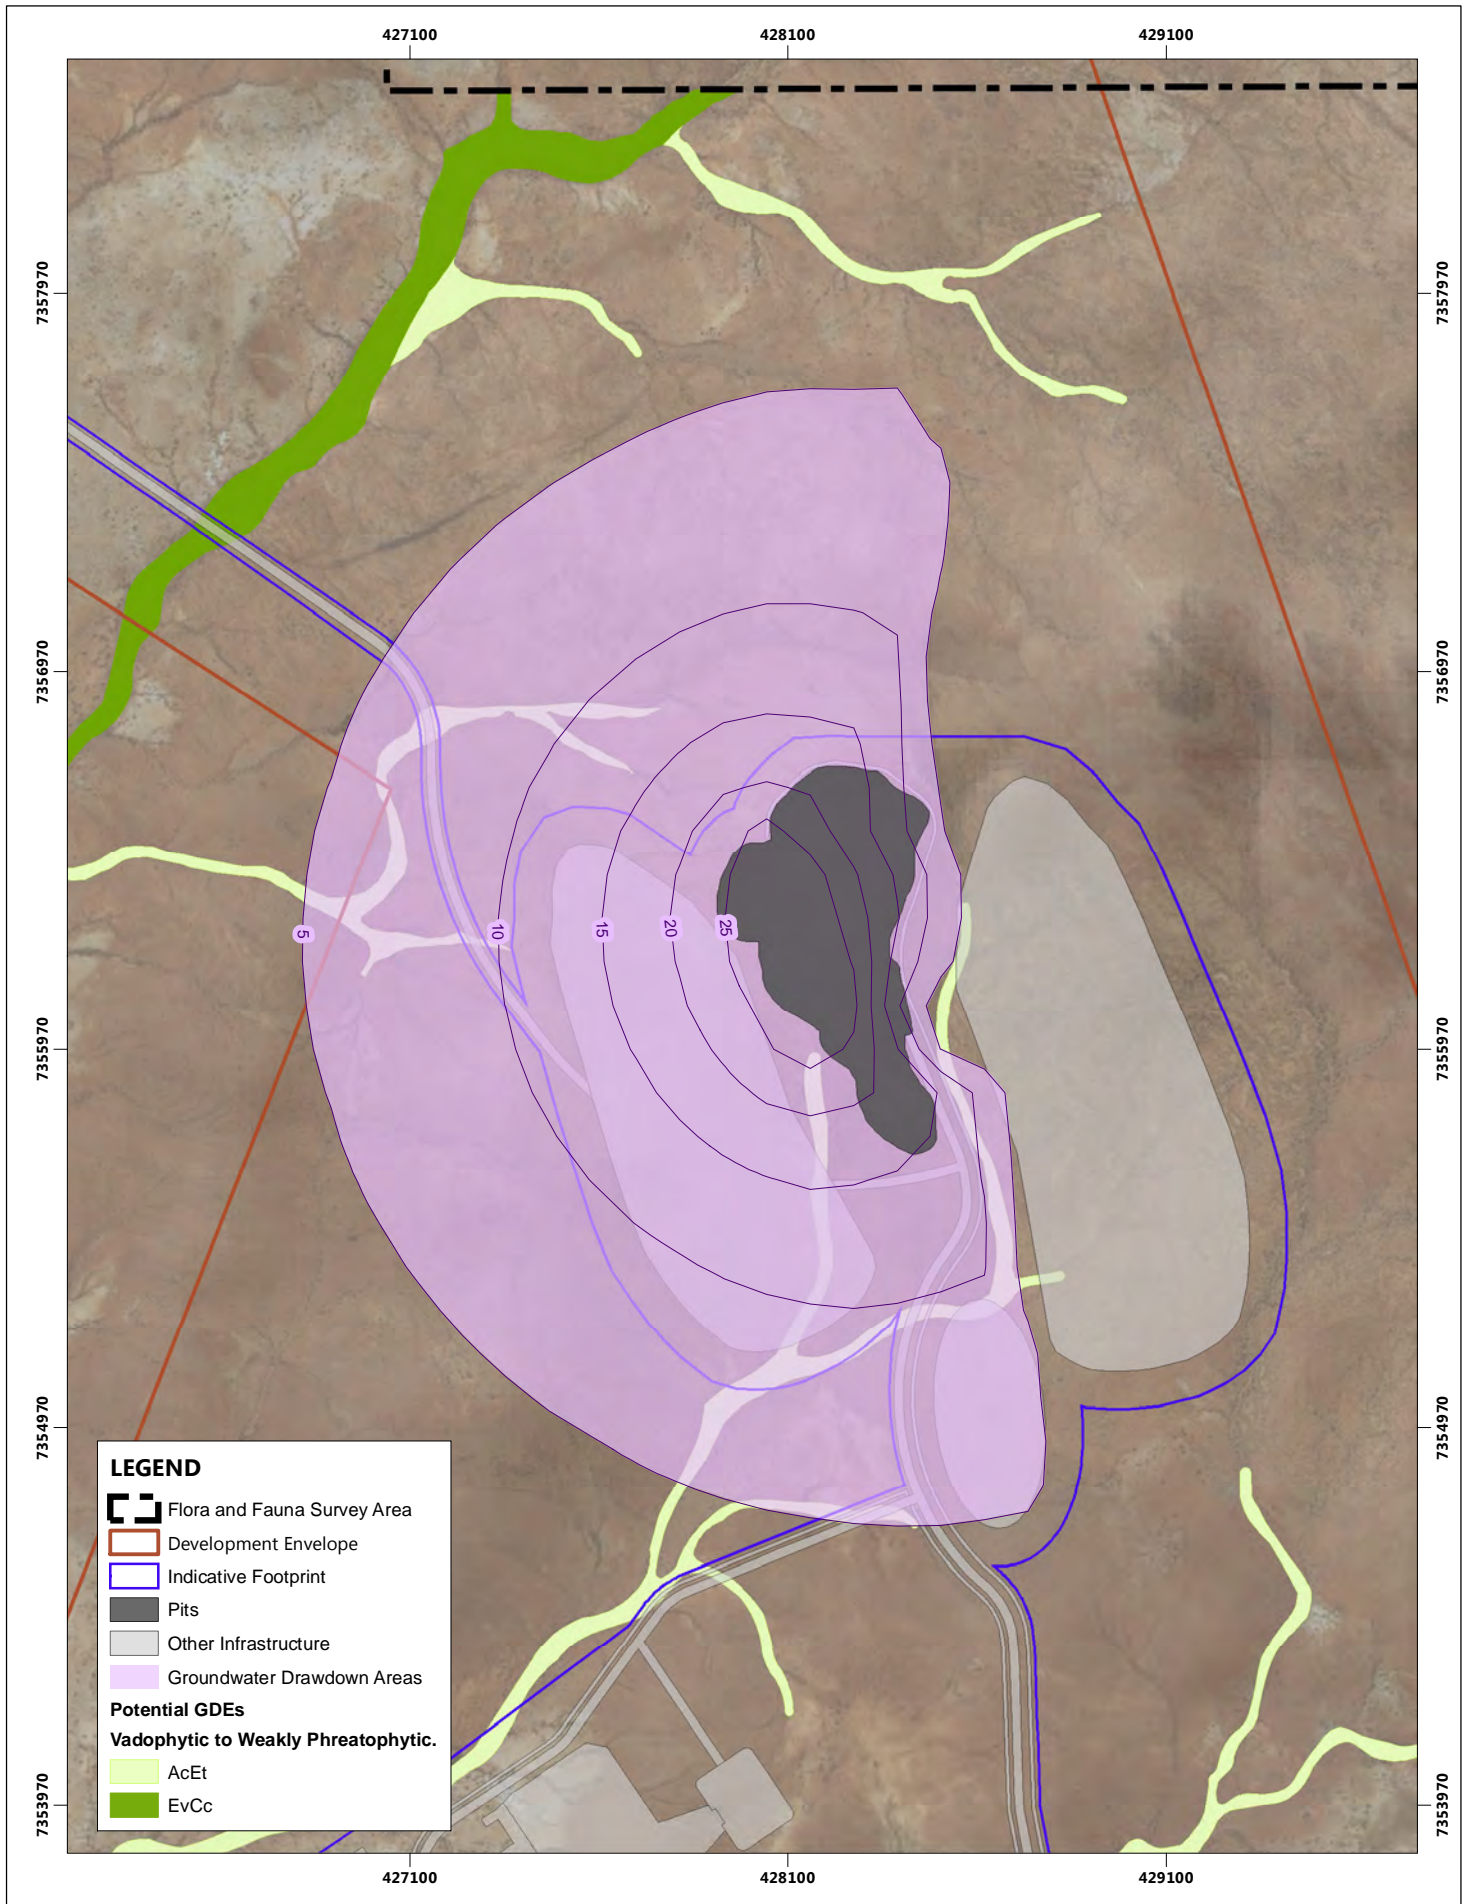 427100 428100 429100
7357970 7357970
7356970 7356970
5 10 15 20 25
7355970 7355970
7354970 7354970
LEGEND
Flora and Fauna Survey Area
Development Envelope
Indicative Footprint
Pits
Other Infrastructure
Groundwater Drawdown Areas
Potential GDEs
Vadophytic to Weakly Phreatophytic.
AcEt
EvCc
7353970 7353970
427100 428100 429100